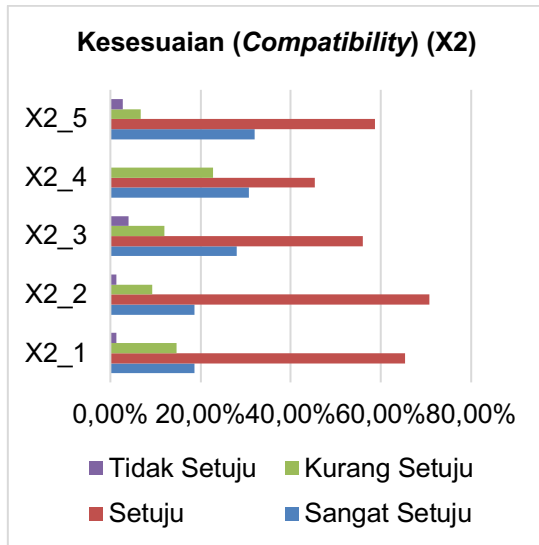 Kesesuaian (Compatibility) (X2)
X2_5
X2_4
X2_3
X2_2
X2_1
0,00% 20,00% 40,00% 60,00% 80,00%
Tidak Setuju Kurang Setuju
Setuju Sangat Setuju